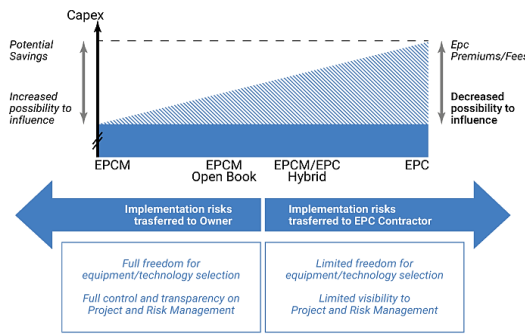 Capex
Potential
Savings
Increased
possibility to
influence
Epc
Premiums/Fees
Decreased
possibility to
influence
EPCM
EPCM
Open Book
EPCM/EPC
Hybrid
EPC
Implementation risks
trasferred to Owner
Implementation risks
trasferred to EPC Contractor
Full freedom for
equipment/technology selection
Full control and transparency on
Project and Risk Management
Limited freedom for
equipment/technology selection
Limited visibility to
Project and Risk Management